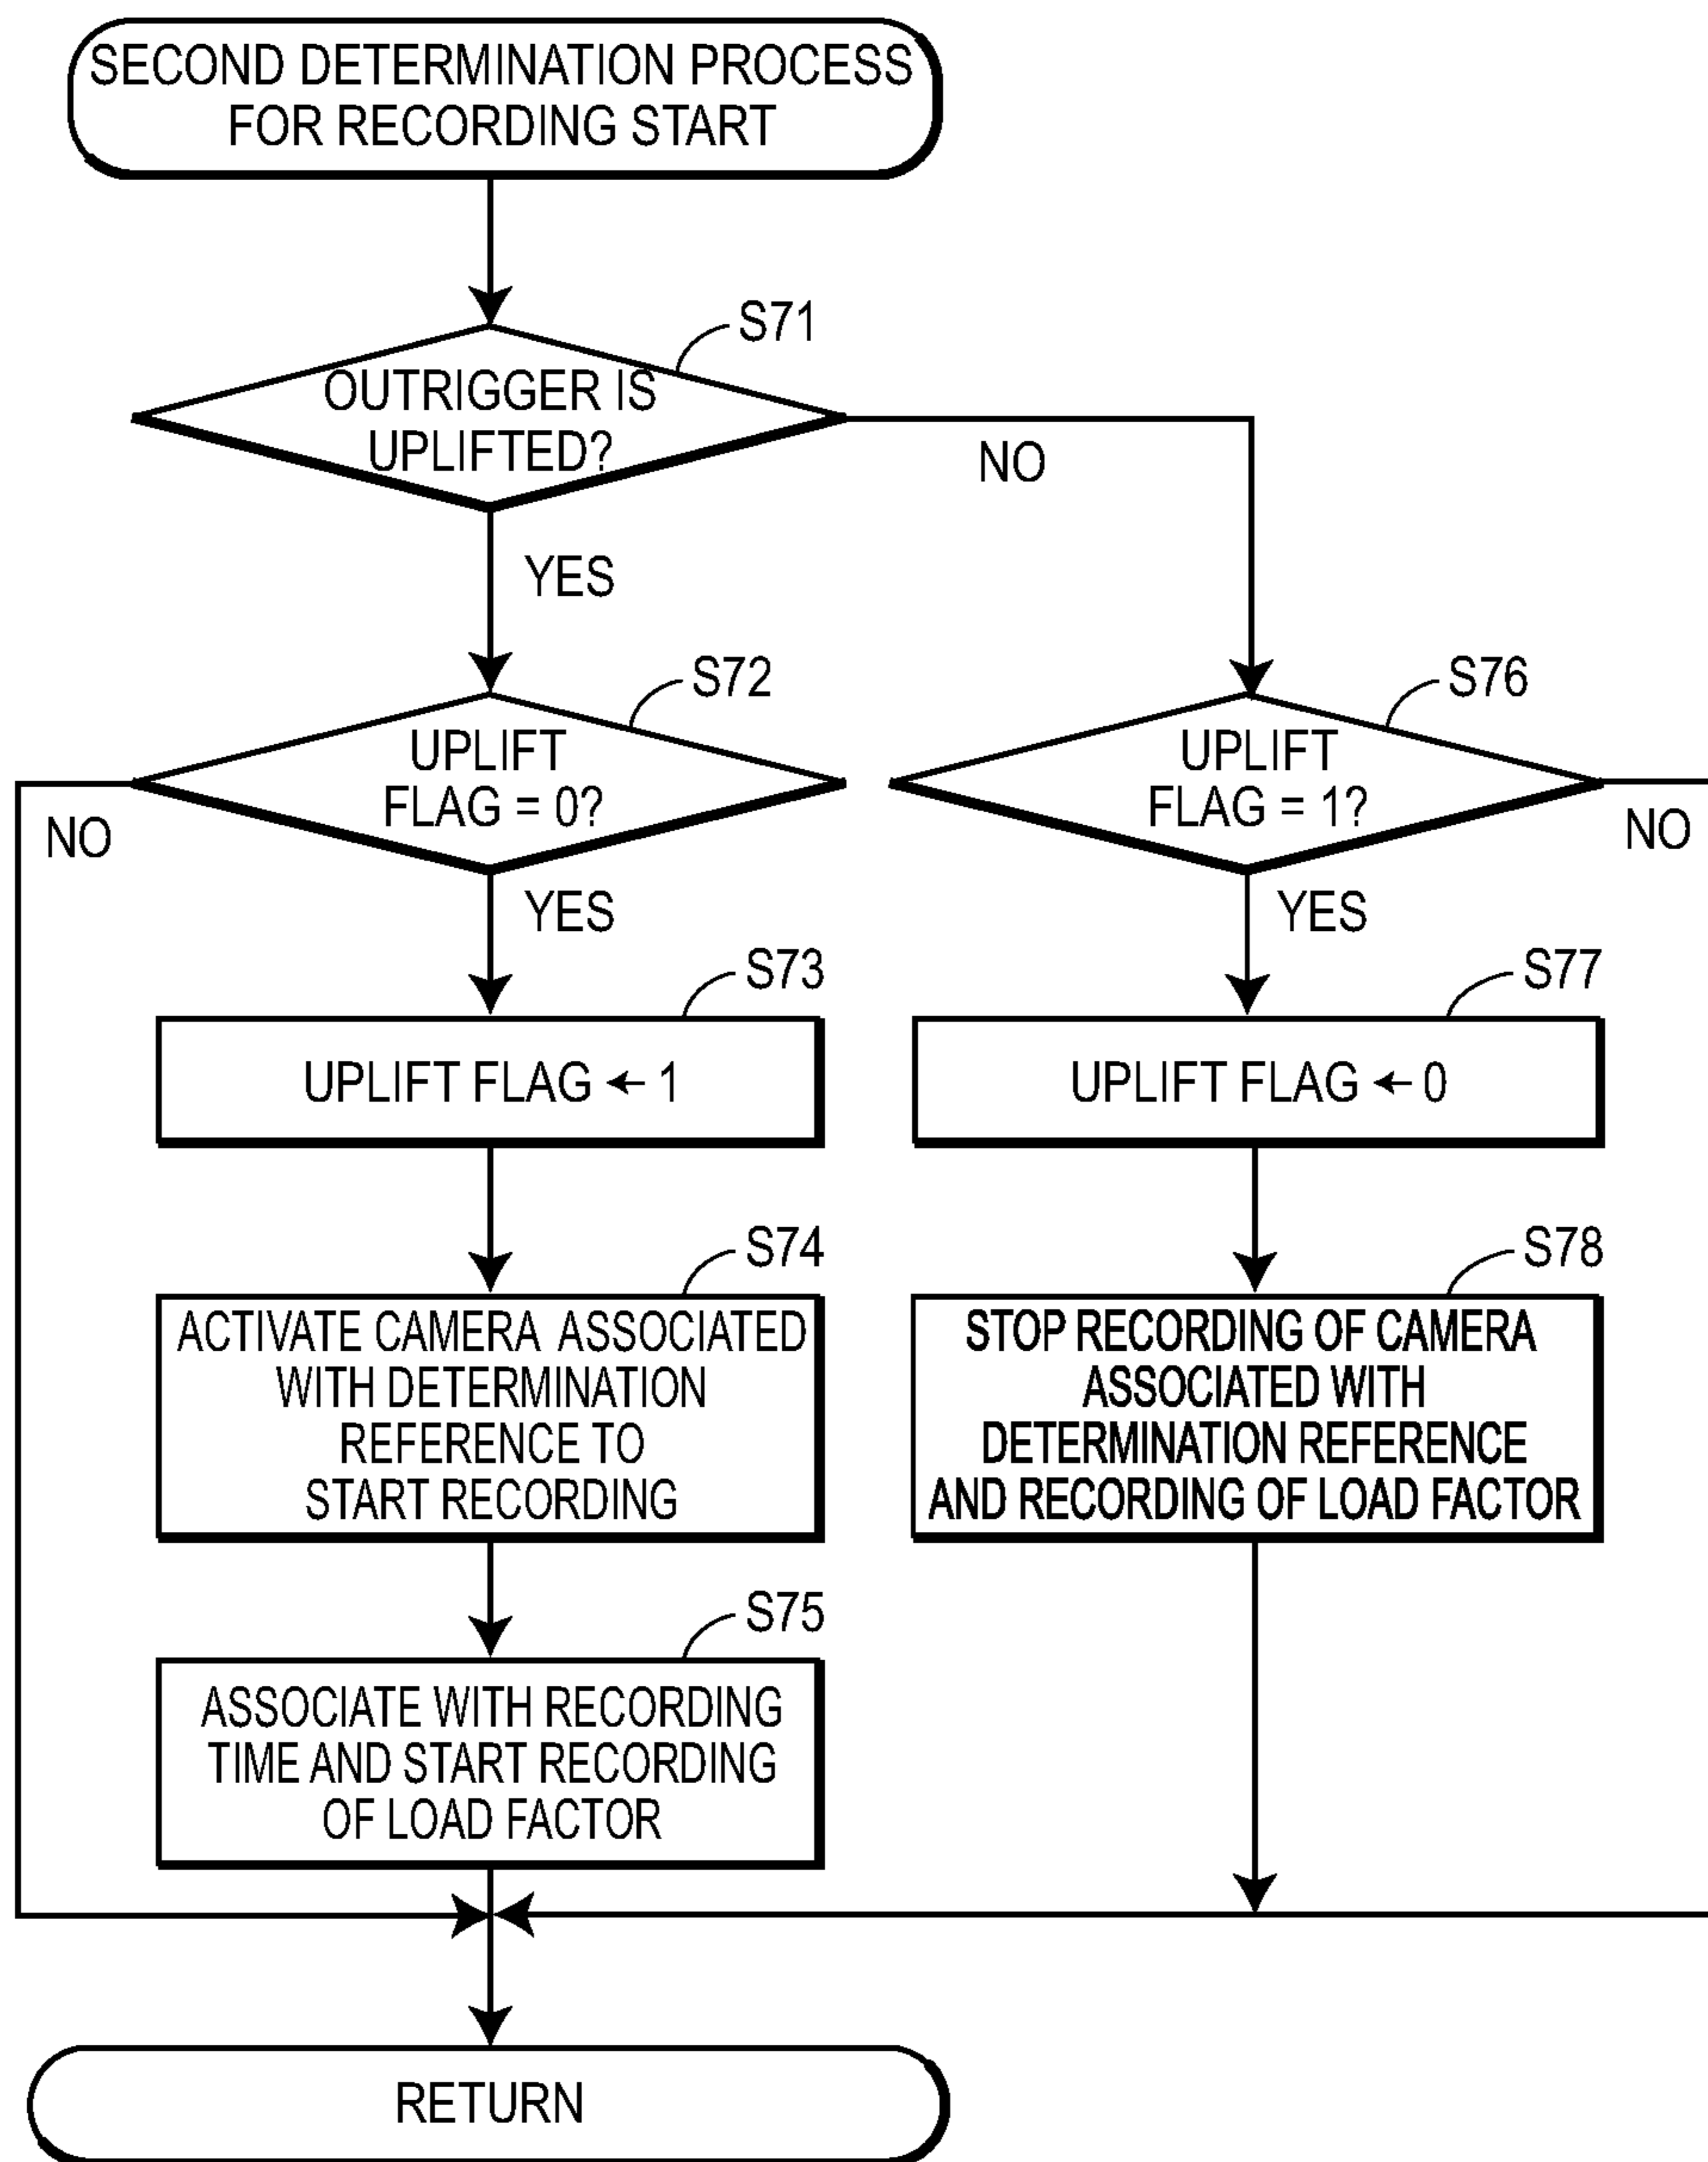 SECOND DETERMINATION PROCESS
FOR RECORDING START
S71
OUTRIGGER IS
UPLIFTED?
NO
YES
S72
UPLIFT
FLAG = 0?
NO
YES
S76
UPLIFT
FLAG = 1?
NO
YES
S73
UPLIFT FLAG ← 1
S77
UPLIFT FLAG ← 0
S74
ACTIVATE CAMERA ASSOCIATED
WITH DETERMINATION
REFERENCE TO
START RECORDING
S78
STOP RECORDING OF CAMERA
ASSOCIATED WITH
DETERMINATION REFERENCE
AND RECORDING OF LOAD FACTOR
S75
ASSOCIATE WITH RECORDING
TIME AND START RECORDING
OF LOAD FACTOR
RETURN